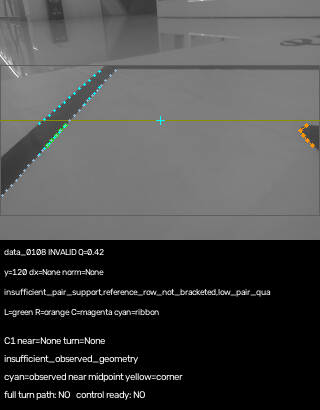 data_0108 INVALID Q=0.42
y=120 dx=None norm=None
insufficient_pair_support,reference_row_not_bracketed,low_pair_qua
L=green R=orange C=magenta cyan=ribbon
C1 near=None turn=None
insufficient_observed_geometry
cyan=observed near midpoint yellow=corner
full turn path: NO control ready: NO